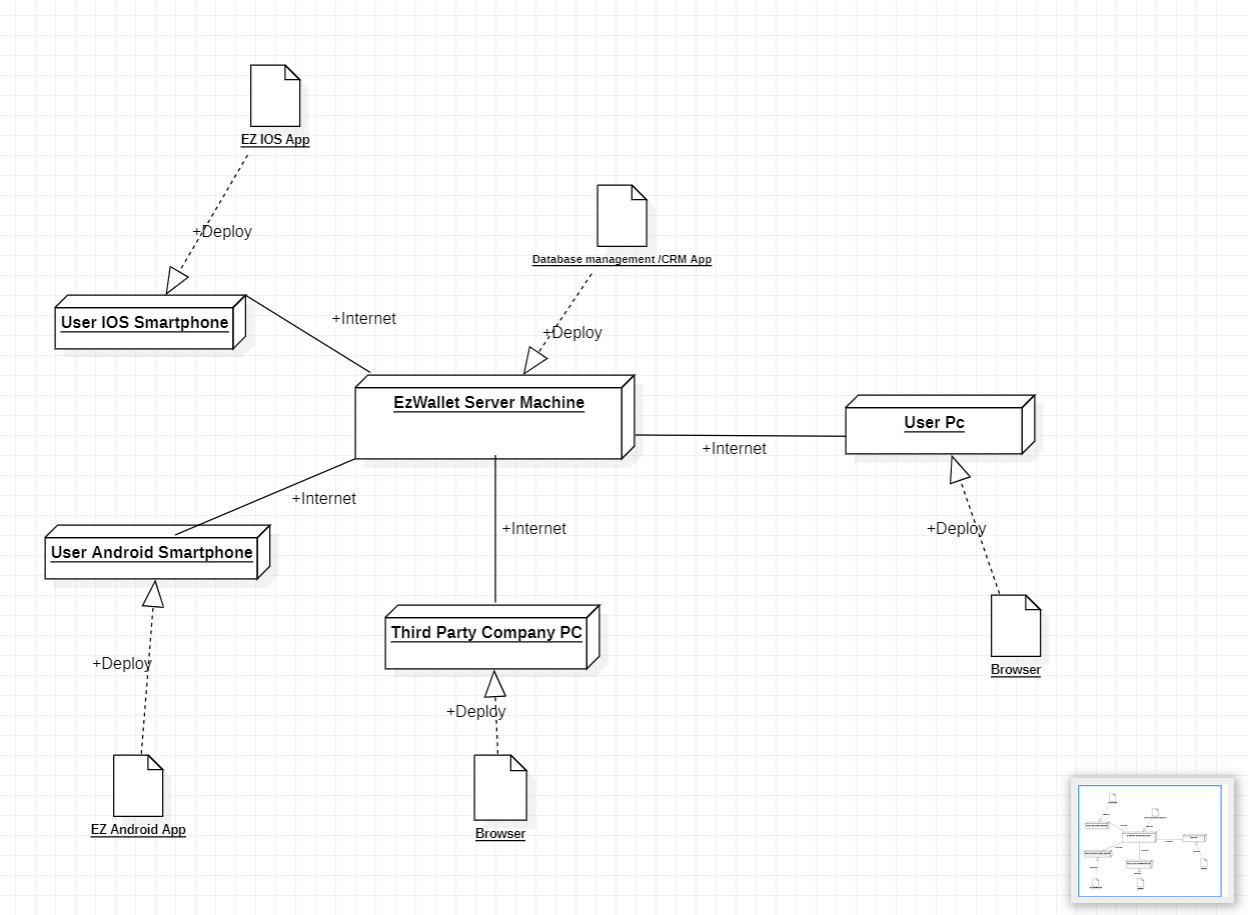 EZ IOS App
+Deploy
Database management /CRM App
User IOS Smartphone
+Internet
+Deploy
EzWallet Server Machine
User Pc
+Internet
+Internet
+Internet
+Deploy
User Android Smartphone
Third Party Company PC
+Deploy
Browser
+Deploy
EZ Android App
Browser